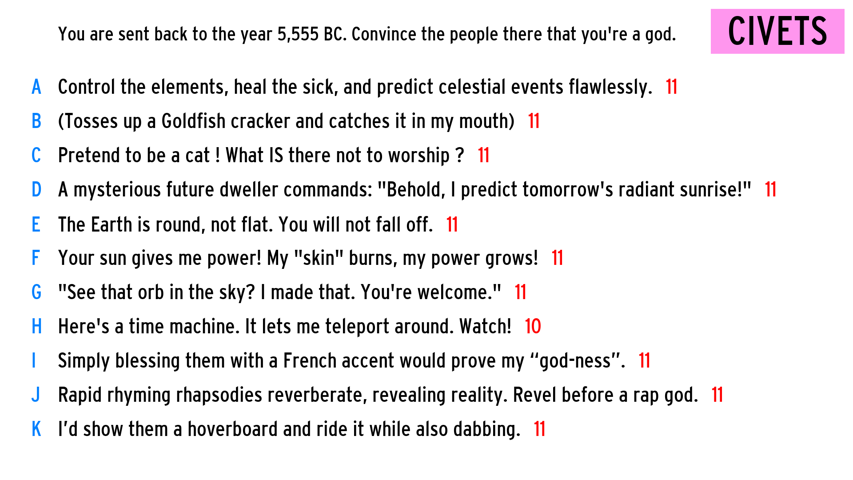 You are sent back to the year 5,555 BC. Convince the people there that you're a god.
CIVETS
A Control the elements, heal the sick, and predict celestial events flawlessly. 11
B (Tosses up a Goldfish cracker and catches it in my mouth) 11
C Pretend to be a cat ! What IS there not to worship ? 11
D A mysterious future dweller commands: "Behold, I predict tomorrow's radiant sunrise!" 11
E The Earth is round, not flat. You will not fall off. 11
F Your sun gives me power! My "skin" burns, my power grows! 11
G "See that orb in the sky? I made that. You're welcome." 11
H Here's a time machine. It lets me teleport around. Watch! 10
I Simply blessing them with a French accent would prove my “god-ness”. 11
J Rapid rhyming rhapsodies reverberate, revealing reality. Revel before a rap god. 11
K I’d show them a hoverboard and ride it while also dabbing. 11